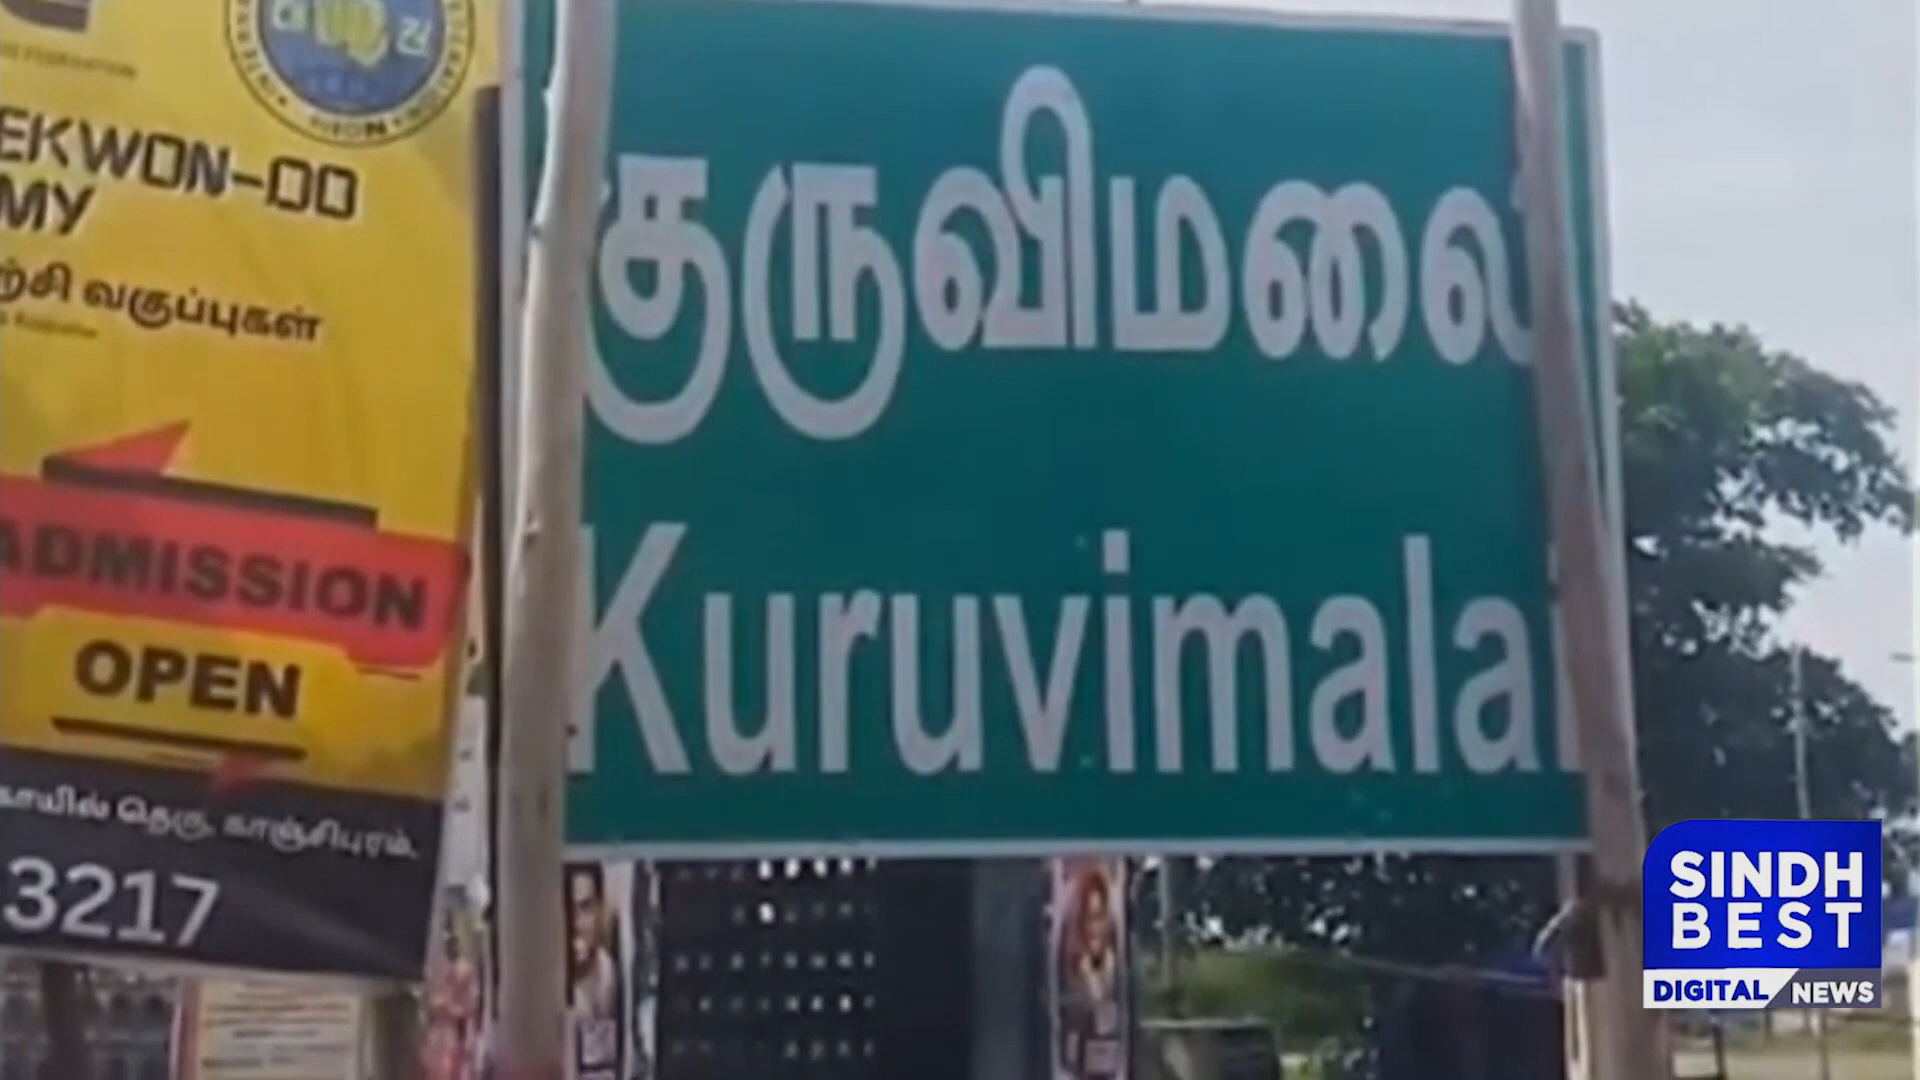 EKWON-DO
MY
ற்சி வகுப்புகள்
ADMISSION
OPEN
தெரு, காஞ்சிபுரம்.
3217
குருவிமலை
Kuruvimalai
SINDH
BEST
DIGITAL NEWS